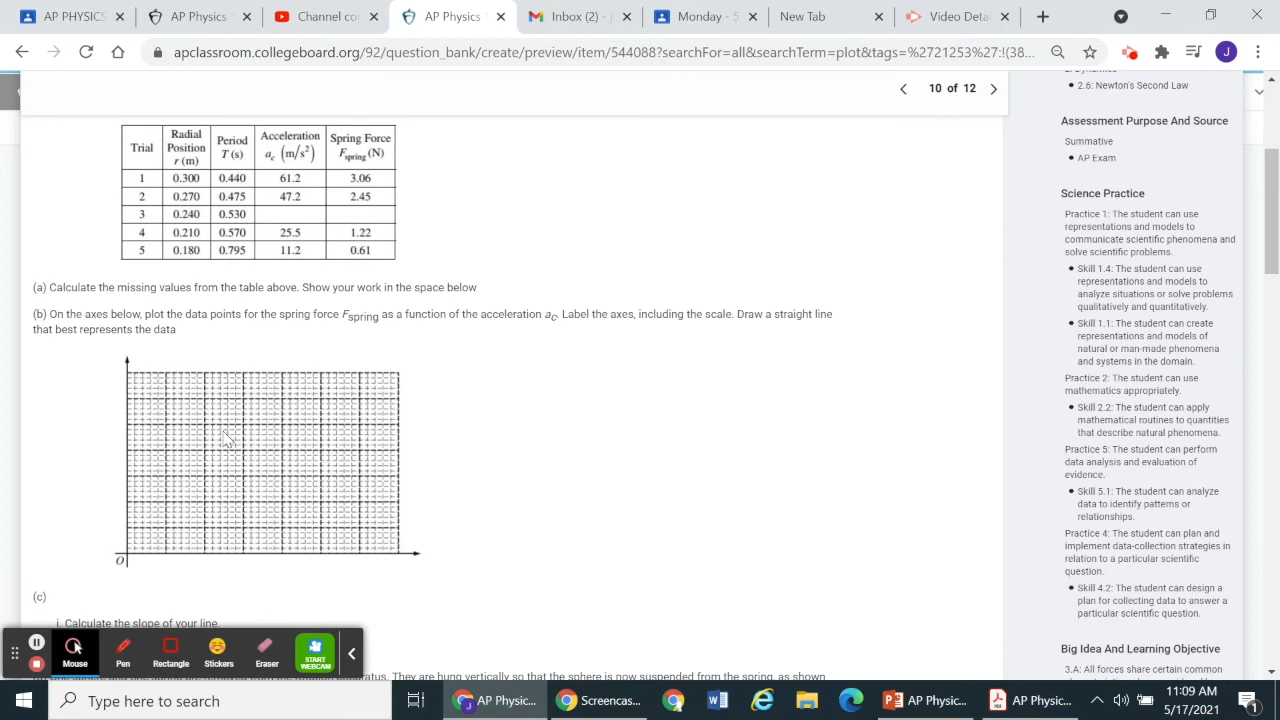 AP Physics
Channel con
AP Physics 1
Inbox (2) - j
Monday - 5
New Tab
Video Deta
apclassroom.collegeboard.org/92/question_bank/create/preview/item/544088?searchFor=all&searchTerm=plot&tags=%2721253%27:!(38...
J
10 of 12
Trial Radial Position r (m) Period T (s) Acceleration a_c (m/s²) Spring Force F_spring (N)
1 0.300 0.440 61.2 3.06
2 0.270 0.475 47.2 2.45
3 0.240 0.530
4 0.210 0.570 25.5 1.22
5 0.180 0.795 11.2 0.61
(a) Calculate the missing values from the table above. Show your work in the space below
(b) On the axes below, plot the data points for the spring force Fspring as a function of the acceleration ac. Label the axes, including the scale. Draw a straight line
that best represents the data
O
(c)
i. Calculate the slope of your line.
They are hung vertically so that the sphere is now suspended from the spring, as shown
2.6: Newton's Second Law
Assessment Purpose And Source
Summative
AP Exam
Science Practice
Practice 1: The student can use
representations and models to
communicate scientific phenomena and
solve scientific problems.
Skill 1.4: The student can use
representations and models to
analyze situations or solve problems
qualitatively and quantitatively.
Skill 1.1: The student can create
representations and models of
natural or man-made phenomena
and systems in the domain.
Practice 2: The student can use
mathematics appropriately.
Skill 2.2: The student can apply
mathematical routines to quantities
that describe natural phenomena.
Practice 5: The student can perform
data analysis and evaluation of
evidence.
Skill 5.1: The student can analyze
data to identify patterns or
relationships.
Practice 4: The student can plan and
implement data-collection strategies in
relation to a particular scientific
question.
Skill 4.2: The student can design a
plan for collecting data to answer a
particular scientific question.
Big Idea And Learning Objective
3.A: All forces share certain common
Mouse
Pen
Rectangle
Stickers
Eraser
START
WEBCAM
Type here to search
AP Physic...
Screencas...
AP Physic...
AP Physic...
11:09 AM
5/17/2021
1